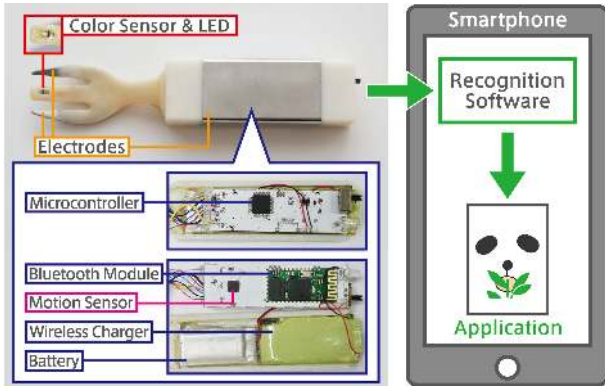 Color Sensor & LED
Electrodes
Microcontroller
Bluetooth Module
Motion Sensor
Wireless Charger
Battery
Smartphone
Recognition
Software
Application